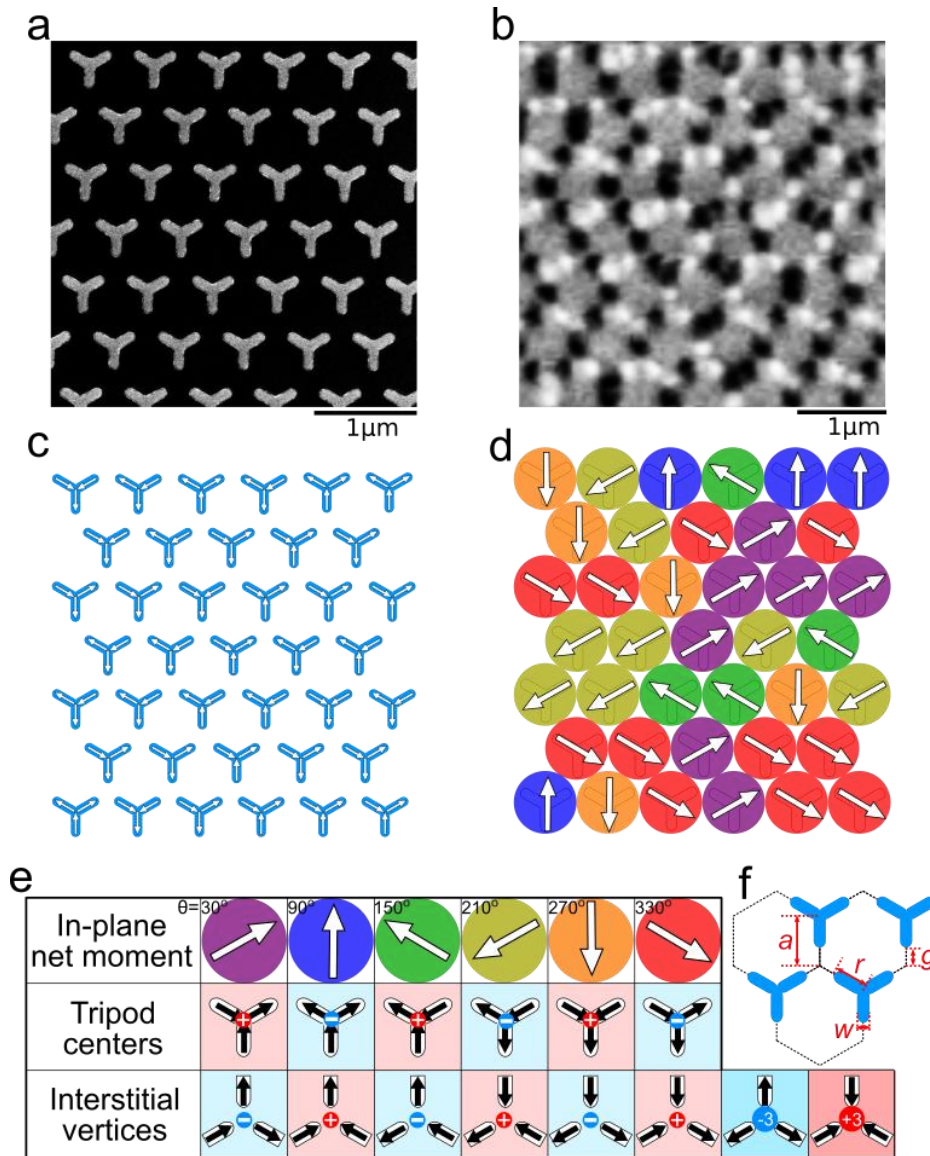 a
b
1μm
1μm
c
d
e
f
θ=30° 90° 150° 210° 270° 330°
In-plane
net moment
+ − + − + −
Tripod
centers
− + − + − + -3 +3
Interstitial
vertices
a
r
g
w